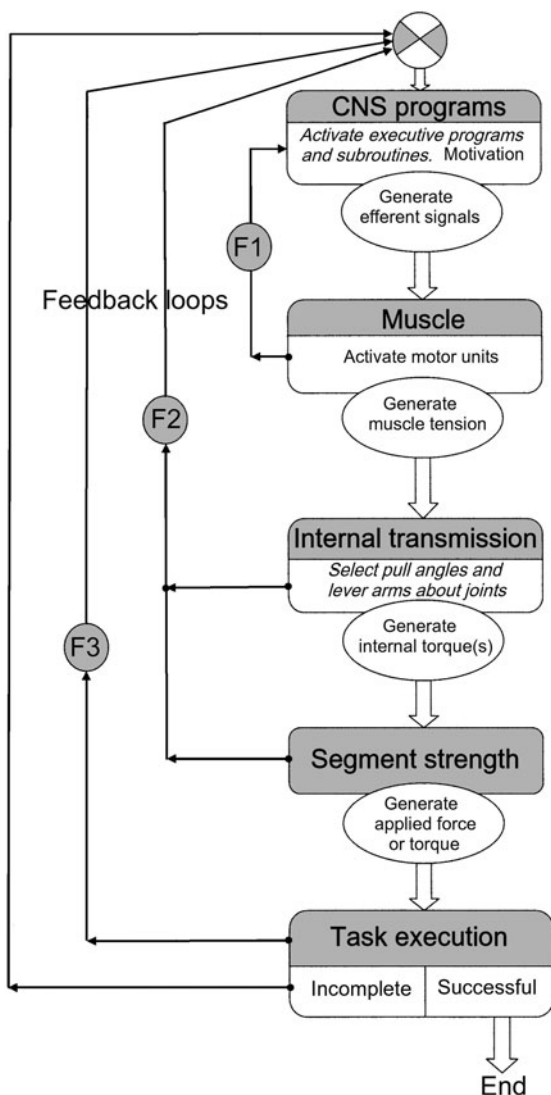 CNS programs
Activate executive programs
and subroutines. Motivation
Generate
efferent signals
F1
Feedback loops
Muscle
Activate motor units
Generate
muscle tension
F2
Internal transmission
Select pull angles and
lever arms about joints
Generate
internal torque(s)
F3
Segment strength
Generate
applied force
or torque
Task execution
Incomplete
Successful
End